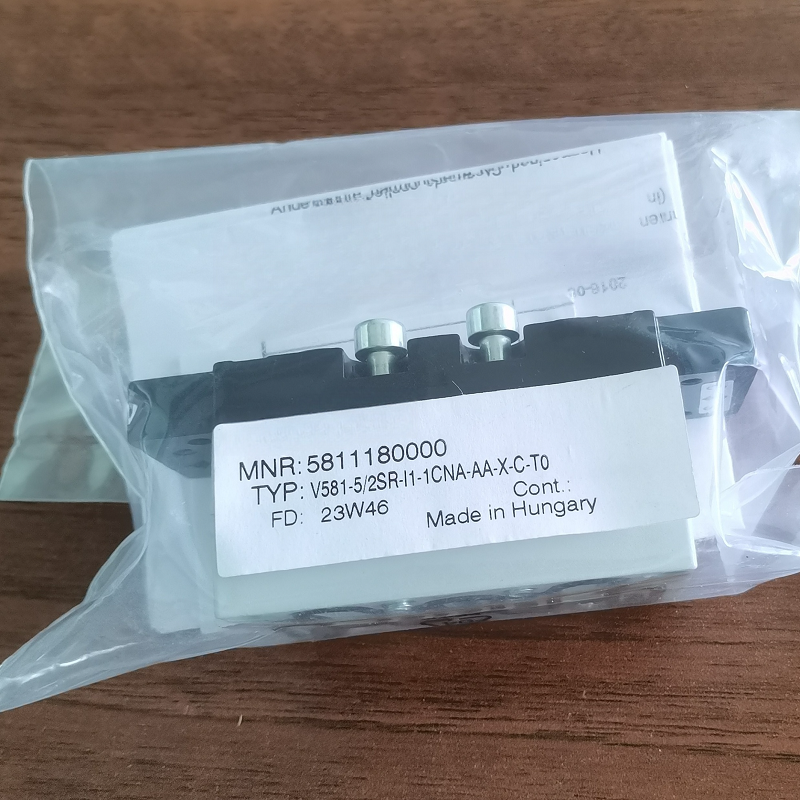 2016-0
MNR: 5811180000
TYP: V581-5/2SR-I1-1CNA-AA-X-C-T0
Cont.:
FD: 23W46
Made in Hungary